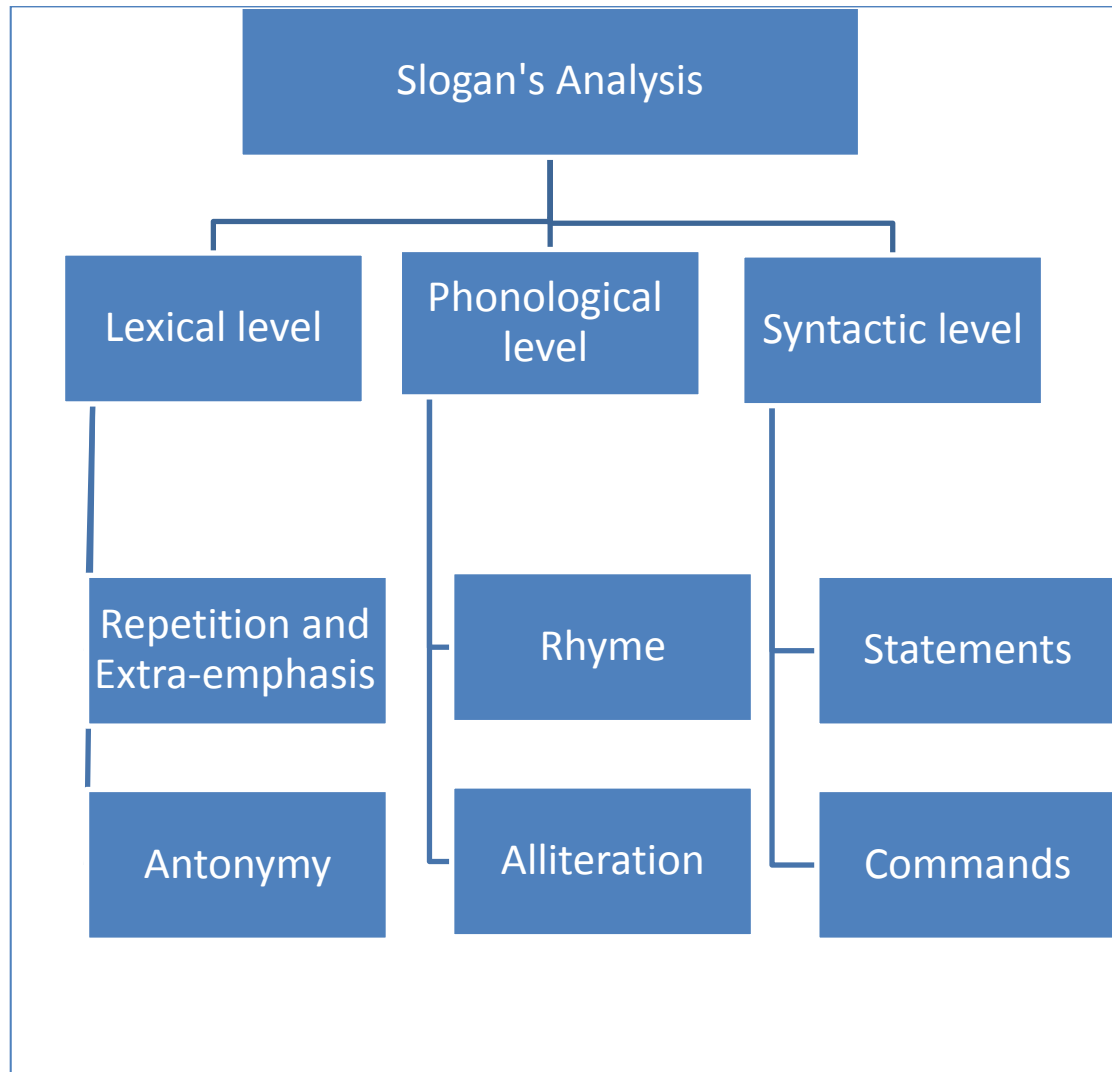 Slogan's Analysis
Lexical level
Phonological
level
Syntactic level
Repetition and
Extra-emphasis
Rhyme
Statements
Antonymy
Alliteration
Commands